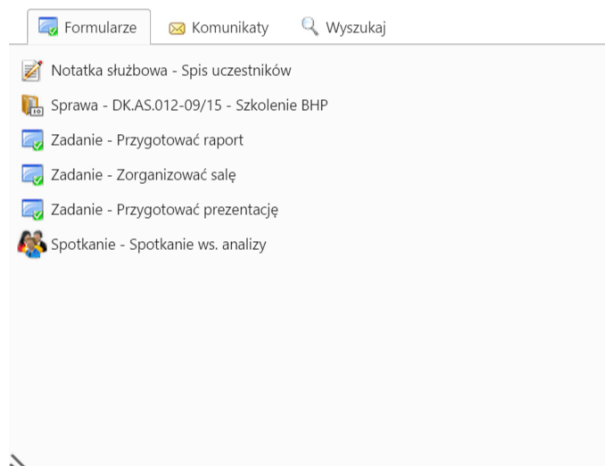 Formularze Komunikaty Wyszukaj
Notatka służbowa - Spis uczestników
Sprawa - DK.AS.012-09/15 - Szkolenie BHP
Zadanie - Przygotować raport
Zadanie - Zorganizować salę
Zadanie - Przygotować prezentację
Spotkanie - Spotkanie ws. analizy